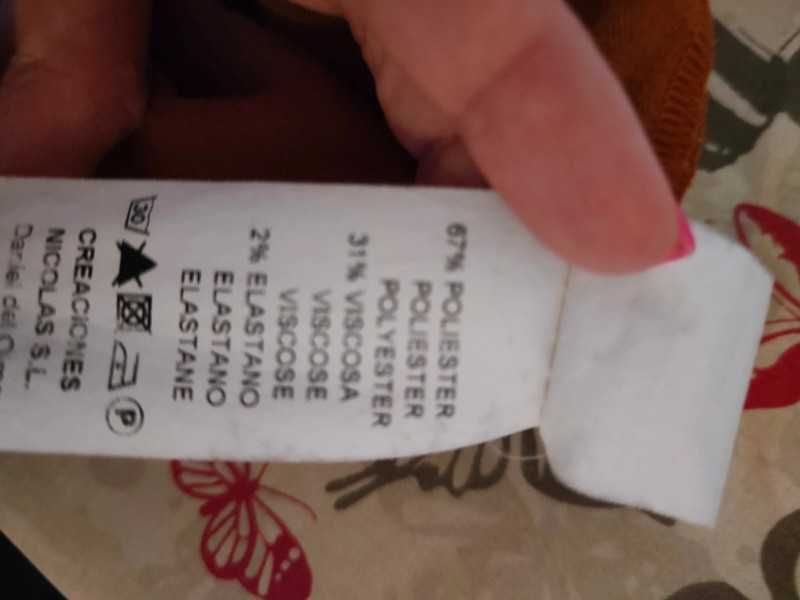 67% POLIESTER
POLIESTER
POLYESTER
31% VISCOSA
VISCOSE
VISCOSE
2% ELASTANO
ELASTANO
ELASTANE
30
P
CREACIONES
NICOLAS S.L.